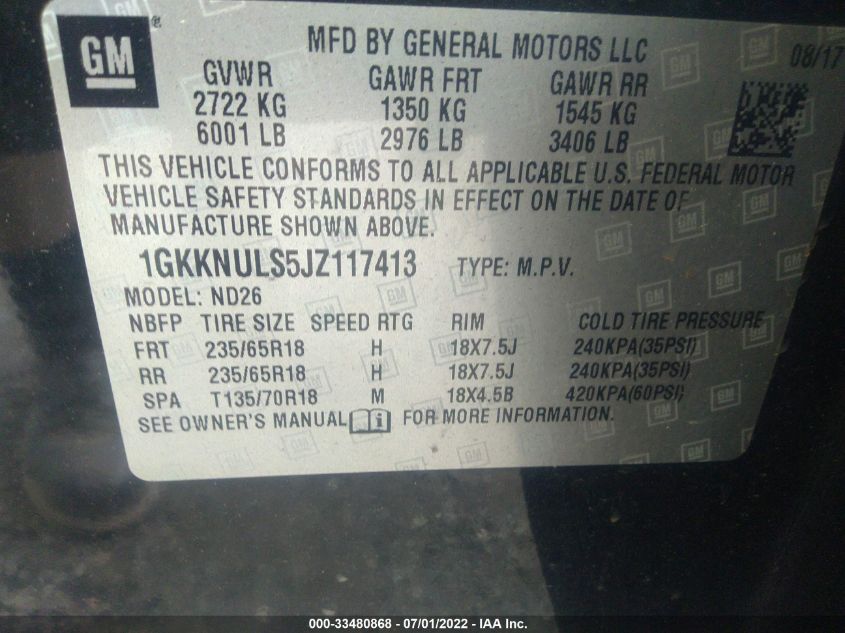 GM
MFD BY GENERAL MOTORS LLC 08/17
GVWR GAWR FRT GAWR RR
2722 KG 1350 KG 1545 KG
6001 LB 2976 LB 3406 LB
THIS VEHICLE CONFORMS TO ALL APPLICABLE U.S. FEDERAL MOTOR
VEHICLE SAFETY STANDARDS IN EFFECT ON THE DATE OF
MANUFACTURE SHOWN ABOVE.
1GKKNULS5JZ117413 TYPE: M.P.V.
MODEL: ND26
NBFP TIRE SIZE SPEED RTG RIM COLD TIRE PRESSURE
FRT 235/65R18 H 18X7.5J 240KPA(35PSI)
RR 235/65R18 H 18X7.5J 240KPA(35PSI)
SPA T135/70R18 M 18X4.5B 420KPA(60PSI)
SEE OWNER'S MANUAL i FOR MORE INFORMATION.
000-33480868 - 07/01/2022 - IAA Inc.